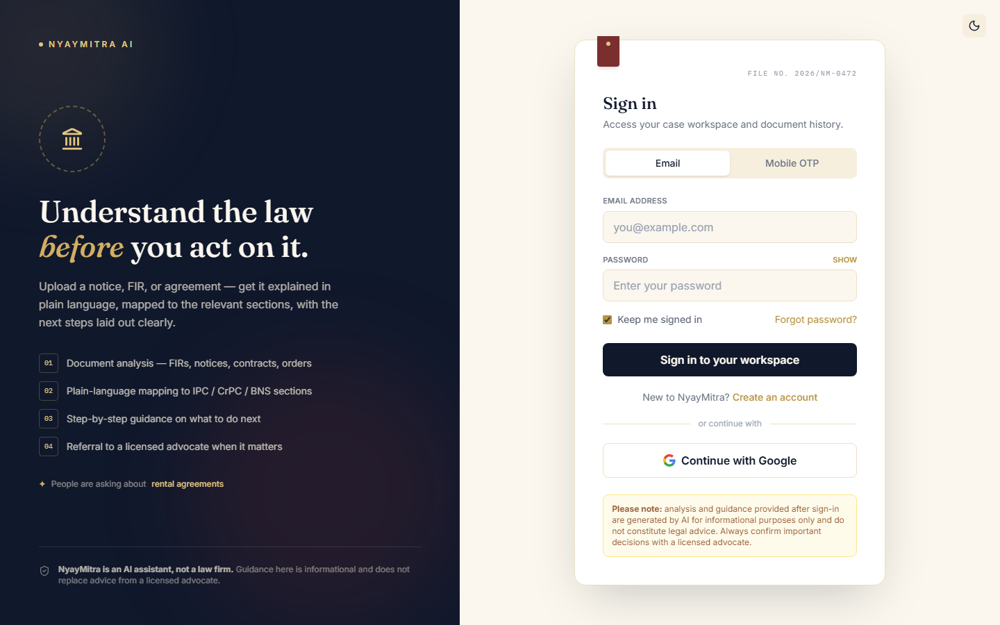 NYAYMITRA AI
Understand the law
before you act on it.
Upload a notice, FIR, or agreement — get it explained in
plain language, mapped to the relevant sections, with the
next steps laid out clearly.
01 Document analysis — FIRs, notices, contracts, orders
02 Plain-language mapping to IPC / CrPC / BNS sections
03 Step-by-step guidance on what to do next
04 Referral to a licensed advocate when it matters
✦ People are asking about rental agreements
NyayMitra is an AI assistant, not a law firm. Guidance here is informational and does not
replace advice from a licensed advocate.
FILE NO. 2026/NM-0472
Sign in
Access your case workspace and document history.
Email Mobile OTP
EMAIL ADDRESS
you@example.com
PASSWORD SHOW
Enter your password
Keep me signed in Forgot password?
Sign in to your workspace
New to NyayMitra? Create an account
or continue with
Continue with Google
Please note: analysis and guidance provided after sign-in
are generated by AI for informational purposes only and do
not constitute legal advice. Always confirm important
decisions with a licensed advocate.